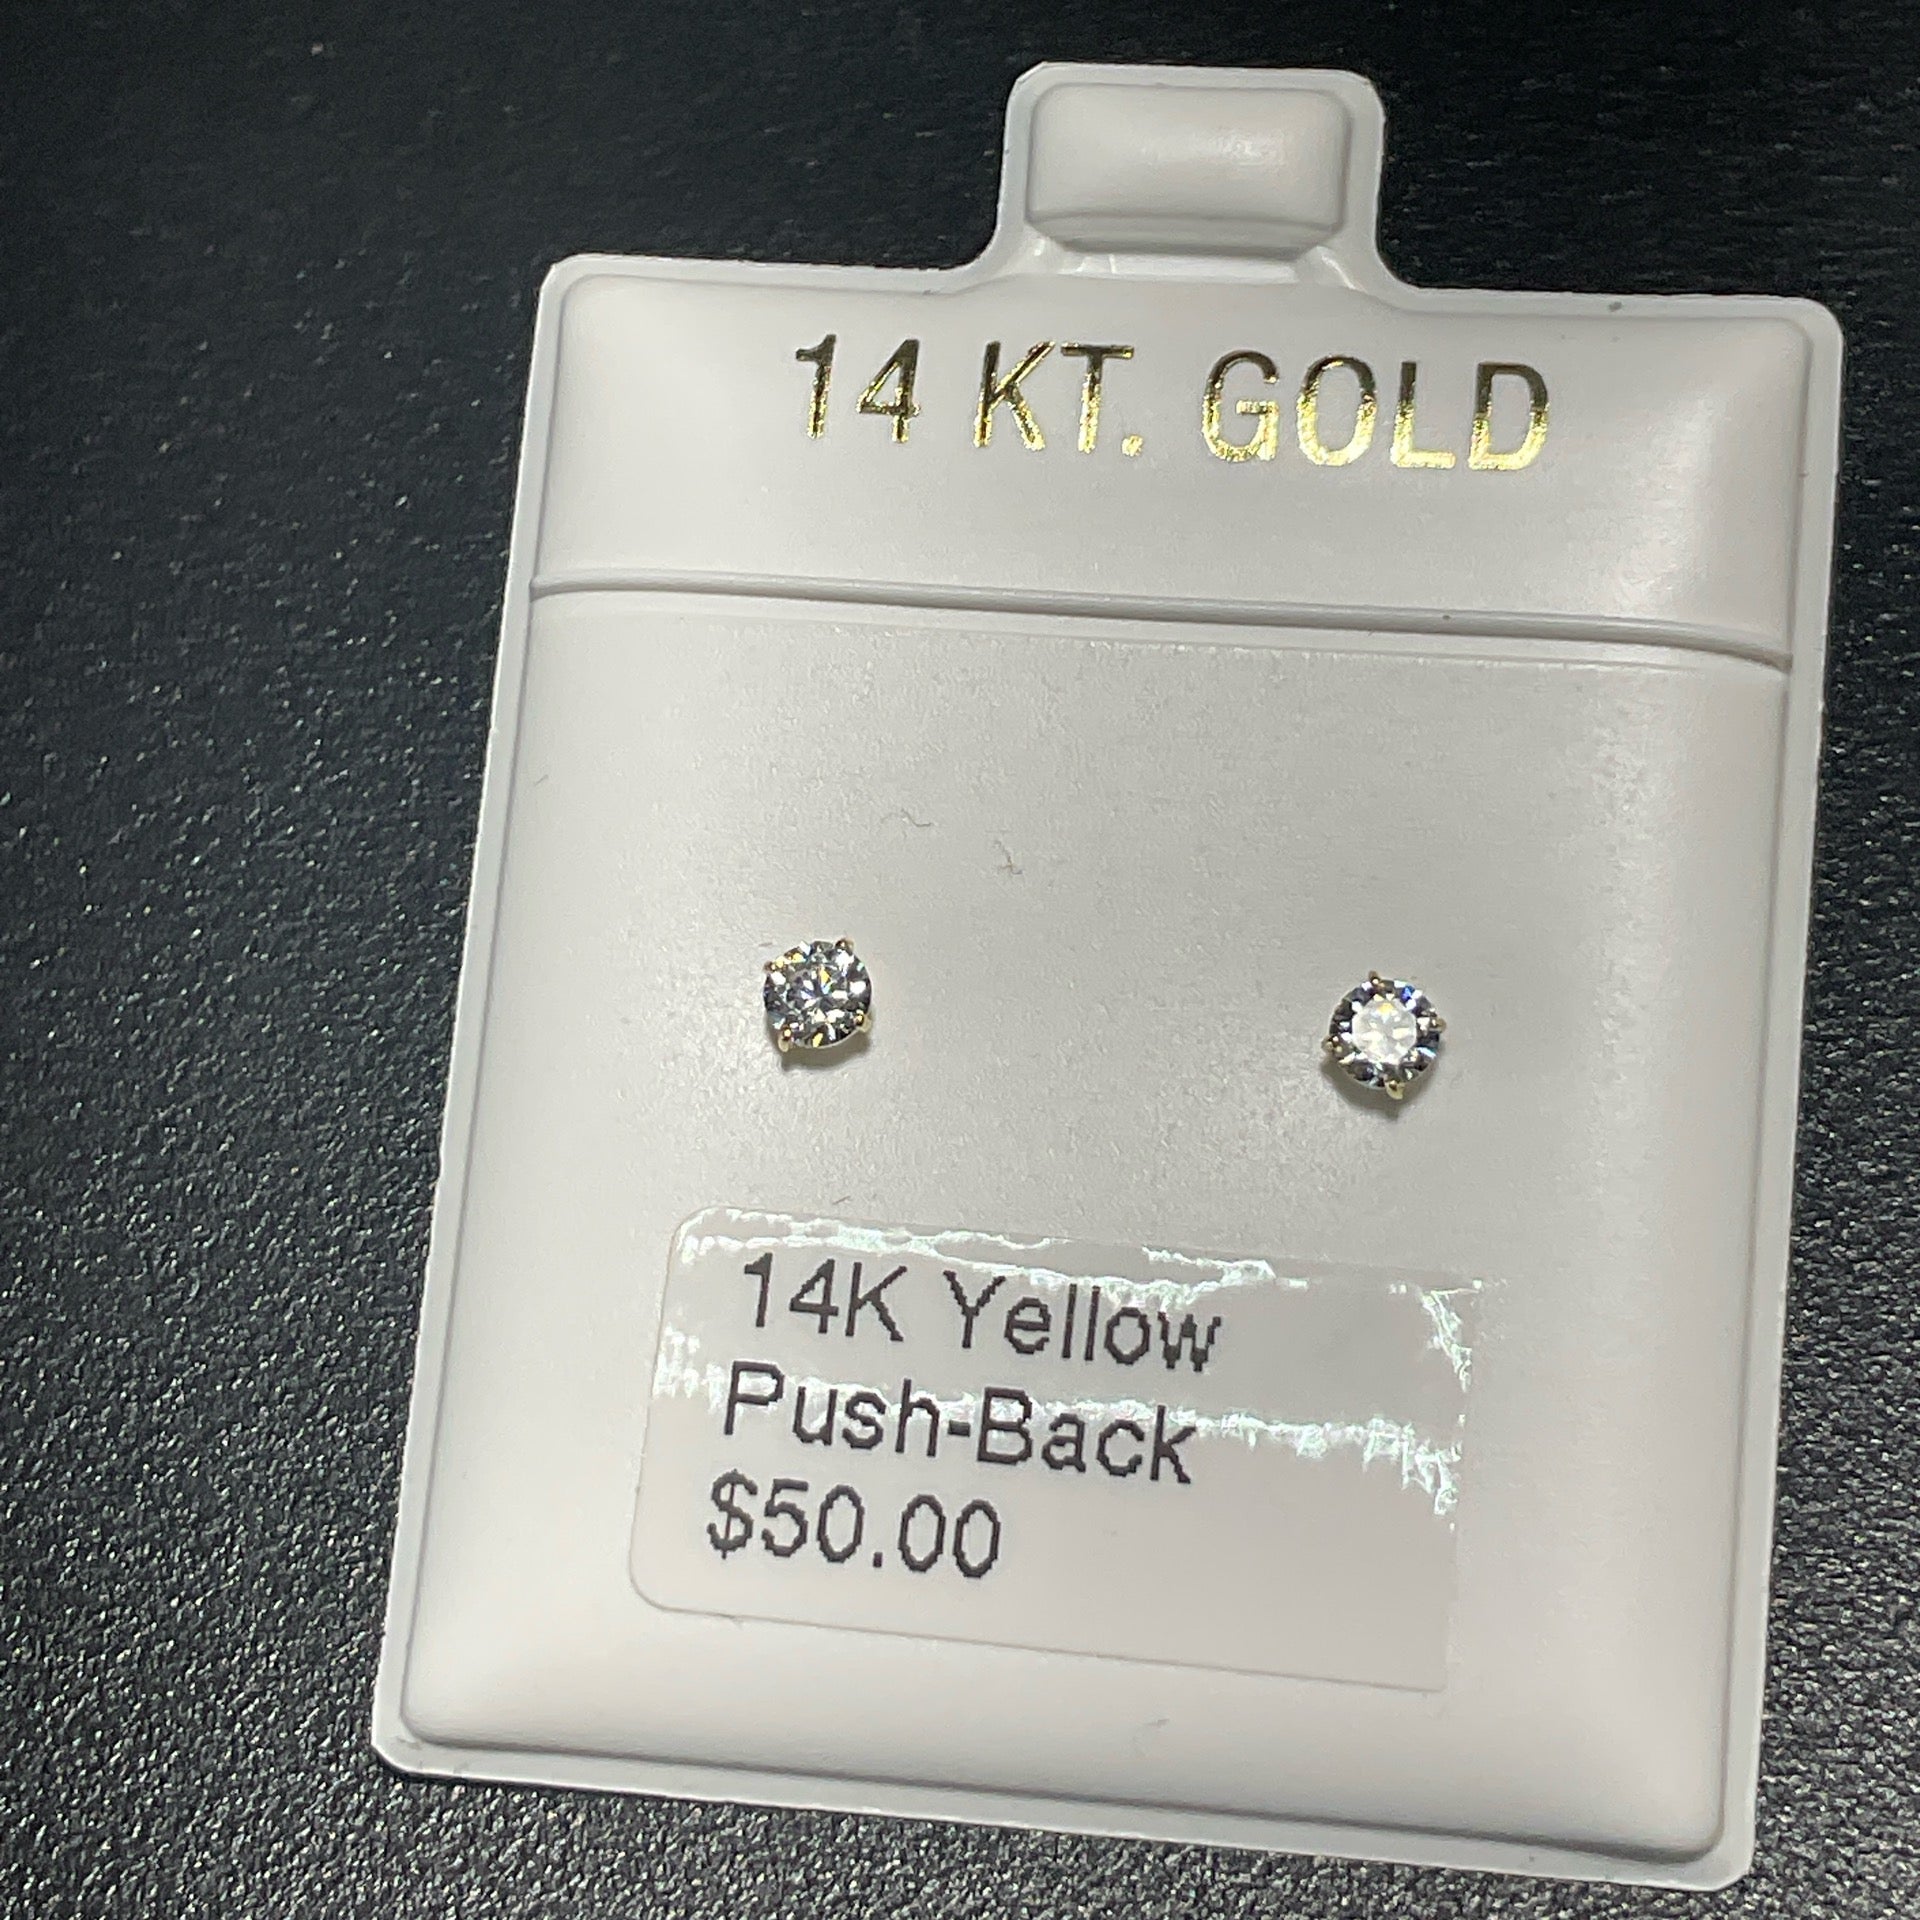 14 KT. GOLD
14K Yellow
Push-Back
$50.00